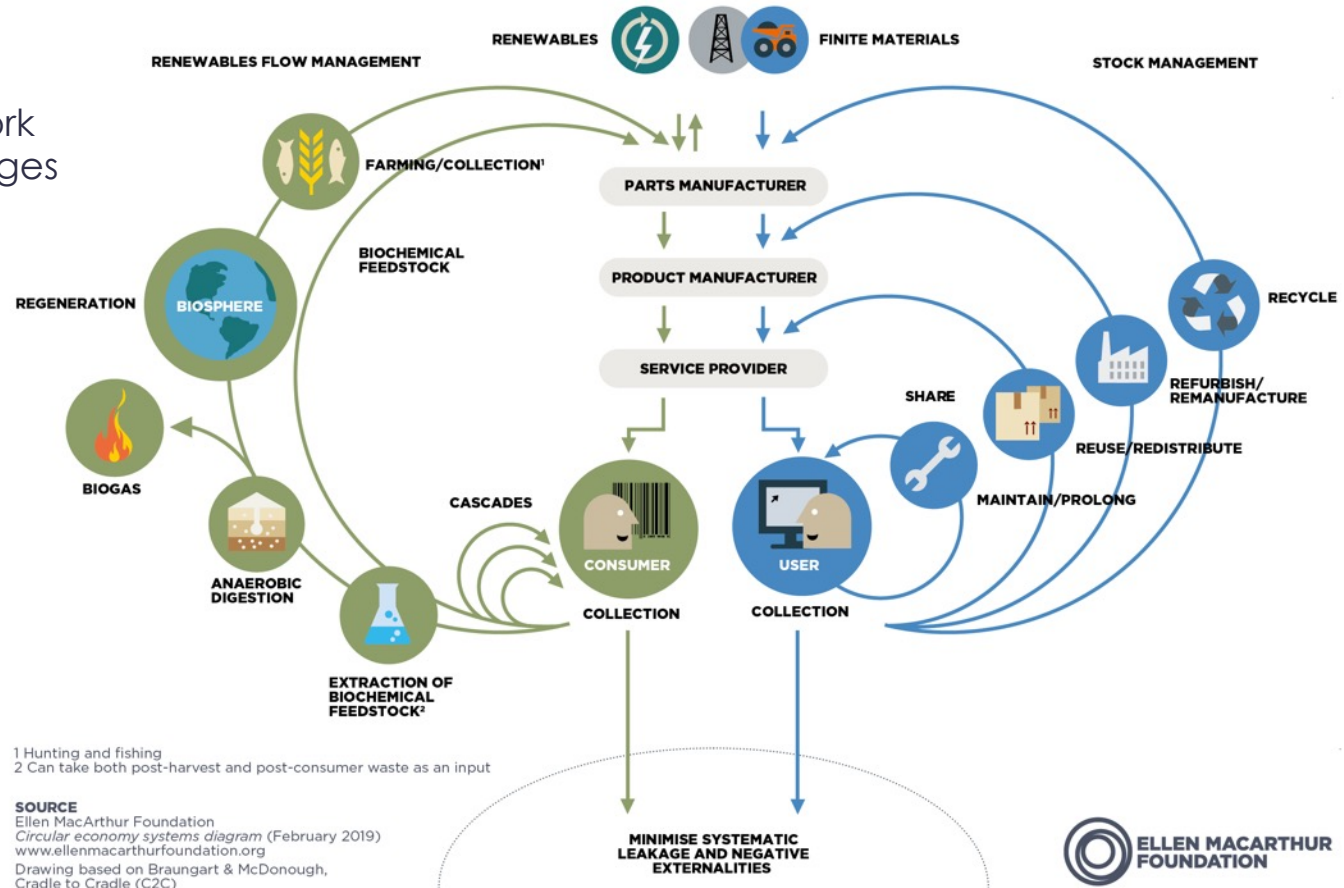 RENEWABLES
FINITE MATERIALS
RENEWABLES FLOW MANAGEMENT
STOCK MANAGEMENT
FARMING/COLLECTION¹
PARTS MANUFACTURER
BIOCHEMICAL
FEEDSTOCK
PRODUCT MANUFACTURER
REGENERATION
BIOSPHERE
RECYCLE
SERVICE PROVIDER
REFURBISH/
REMANUFACTURE
SHARE
REUSE/REDISTRIBUTE
BIOGAS
CASCADES
MAINTAIN/PROLONG
CONSUMER
USER
ANAEROBIC
DIGESTION
COLLECTION
COLLECTION
EXTRACTION OF
BIOCHEMICAL
FEEDSTOCK²
1 Hunting and fishing
2 Can take both post-harvest and post-consumer waste as an input
SOURCE
Ellen MacArthur Foundation
Circular economy systems diagram (February 2019)
www.ellenmacarthurfoundation.org
Drawing based on Braungart & McDonough,
Cradle to Cradle (C2C)
MINIMISE SYSTEMATIC
LEAKAGE AND NEGATIVE
EXTERNALITIES
ELLEN MACARTHUR
FOUNDATION